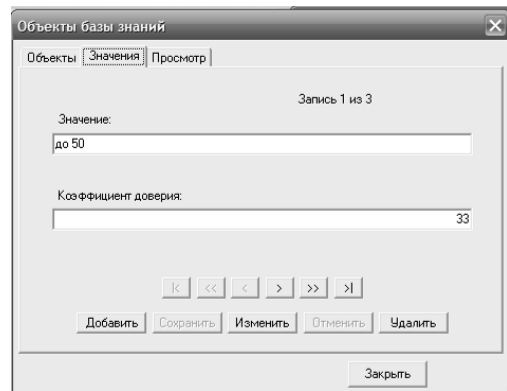 Объекты базы знаний
Объекты Значения Просмотр
Запись 1 из 3
Значение:
до 50
Коэффициент доверия:
33
|< << < > >> >|
Добавить Сохранить Изменить Отменить Удалить
Закрыть